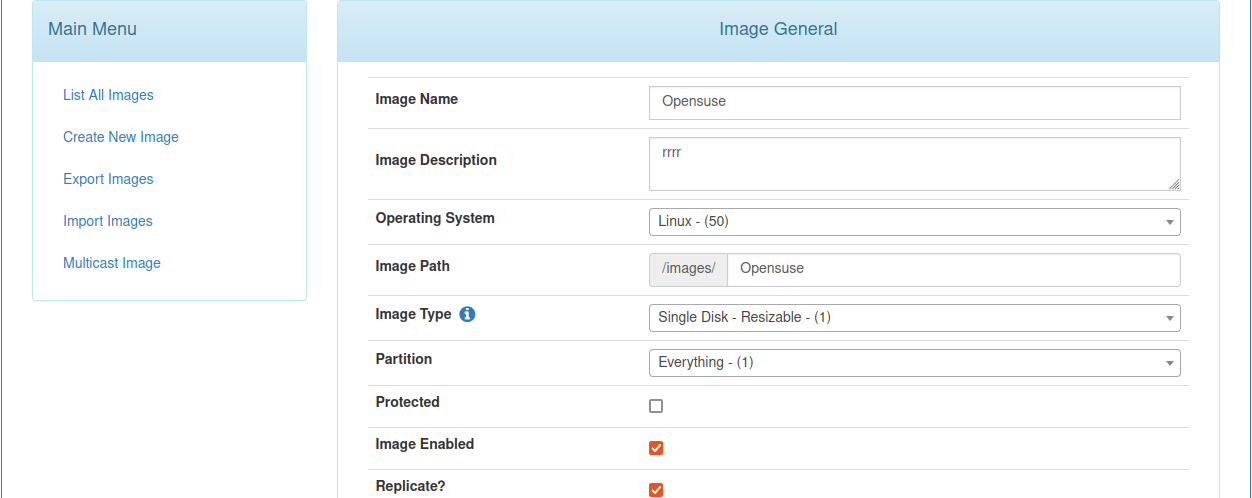 Main Menu
List All Images
Create New Image
Export Images
Import Images
Multicast Image
Image General
Image Name
Opensuse
Image Description
rrrr
Operating System
Linux - (50)
Image Path
/images/ Opensuse
Image Type
Single Disk - Resizable - (1)
Partition
Everything - (1)
Protected
Image Enabled
Replicate?